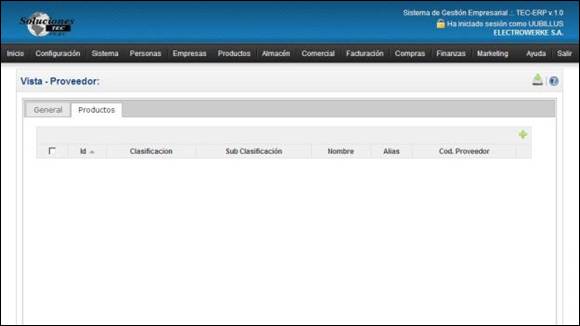 Soluciones
TEC
Sistema de Gestión Empresarial .:. TEC-ERP v.1.0
Ha iniciado sesión como UUBILLUS
ELECTROWERKE S.A.
Inicio Configuración Sistema Personas Empresas Productos Almacén Comercial Facturación Compras Finanzas Marketing Ayuda Salir
Vista - Proveedor:
General Productos
Id Clasificacion Sub Clasificación Nombre Alias Cod. Proveedor